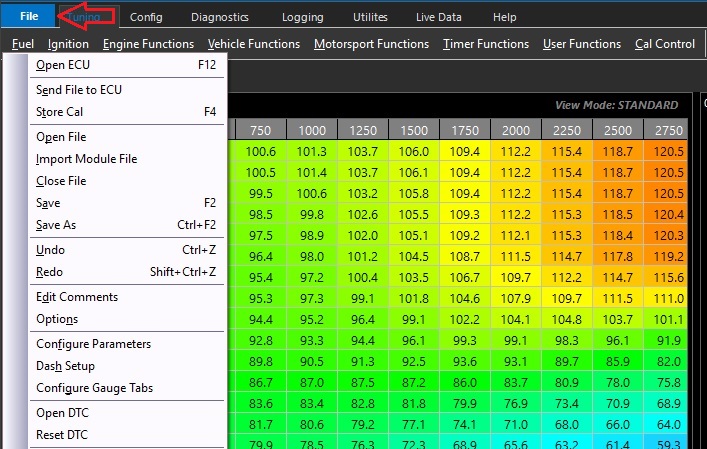 File Tuning Config Diagnostics Logging Utilites Live Data Help
Fuel Ignition Engine Functions Vehicle Functions Motorsport Functions Timer Functions User Functions Cal Control
Open ECU F12
Send File to ECU
Store Cal F4
Open File
Import Module File
Close File
Save F2
Save As Ctrl+F2
Undo Ctrl+Z
Redo Shift+Ctrl+Z
Edit Comments
Options
Configure Parameters
Dash Setup
Configure Gauge Tabs
Open DTC
Reset DTC
View Mode: STANDARD
750 1000 1250 1500 1750 2000 2250 2500 2750
100.6 101.3 103.7 106.0 109.4 112.2 115.4 118.7 120.5
100.5 101.4 103.7 106.1 109.4 112.2 115.4 118.7 120.5
99.5 100.6 103.2 105.8 109.4 112.2 115.4 118.7 120.5
98.5 99.8 102.6 105.5 109.3 112.2 115.3 118.5 120.4
97.5 98.9 102.0 105.1 109.2 112.1 115.3 118.4 120.3
96.4 98.0 101.2 104.5 108.7 111.5 114.7 117.8 119.2
95.4 97.2 100.4 103.5 106.7 109.7 112.2 114.7 115.6
95.3 97.3 99.1 101.8 104.6 107.9 109.7 111.5 111.0
94.4 95.2 96.4 99.1 102.2 104.1 104.8 103.7 101.1
92.8 93.3 94.4 96.1 99.3 99.1 98.3 96.1 91.9
89.8 90.5 91.3 92.5 93.6 93.1 89.7 85.9 82.0
86.7 87.0 87.5 87.2 86.0 83.7 80.9 78.0 75.8
83.6 83.4 82.8 81.8 79.9 76.9 73.4 70.9 68.9
81.7 80.6 79.2 77.1 74.1 71.0 68.0 66.0 64.0
79.9 78.5 76.3 72.3 68.9 65.6 63.2 61.4 59.3